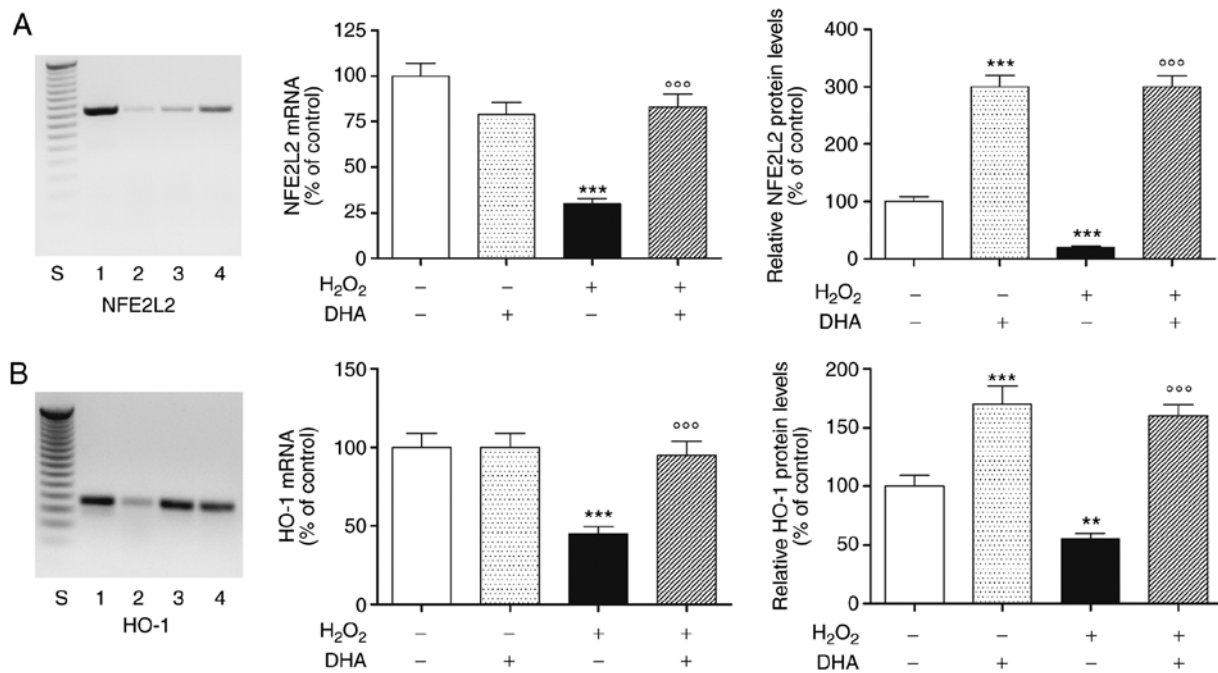 A
S 1 2 3 4
NFE2L2
NFE2L2 mRNA
(% of control)
125
100
75
50
25
0
***
°°°
H₂O₂ – – + +
DHA – + – +
Relative NFE2L2 protein levels
(% of control)
400
300
200
100
0
***
***
°°°
H₂O₂ – – + +
DHA – + – +
B
S 1 2 3 4
HO-1
HO-1 mRNA
(% of control)
150
100
50
0
***
°°°
H₂O₂ – – + +
DHA – + – +
Relative HO-1 protein levels
(% of control)
200
150
100
50
0
***
**
°°°
H₂O₂ – – + +
DHA – + – +